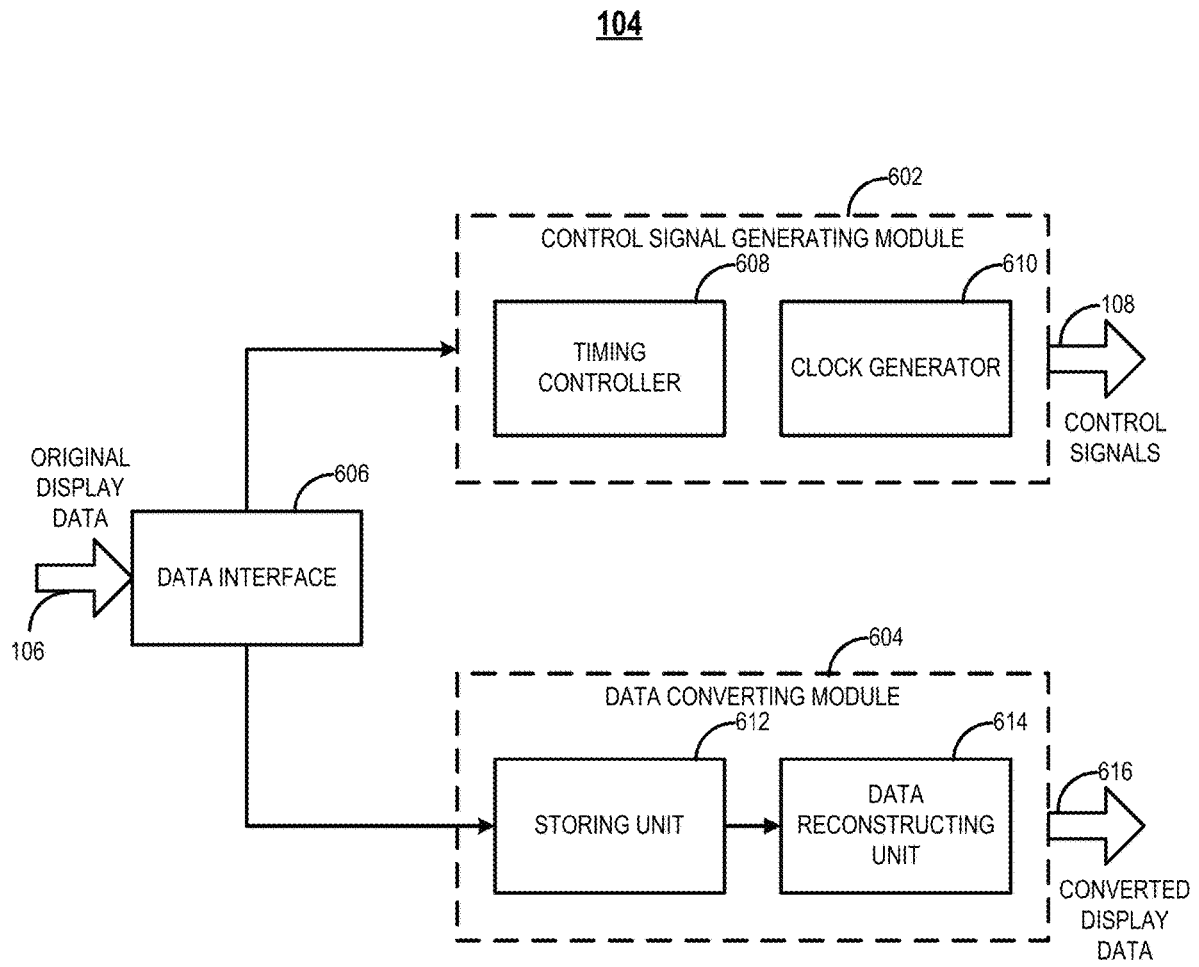 104
602
CONTROL SIGNAL GENERATING MODULE
608
610
TIMING
CONTROLLER
CLOCK GENERATOR
108
CONTROL
SIGNALS
ORIGINAL
DISPLAY
DATA
606
DATA INTERFACE
106
604
DATA CONVERTING MODULE
612
614
STORING UNIT
DATA
RECONSTRUCTING
UNIT
616
CONVERTED
DISPLAY
DATA